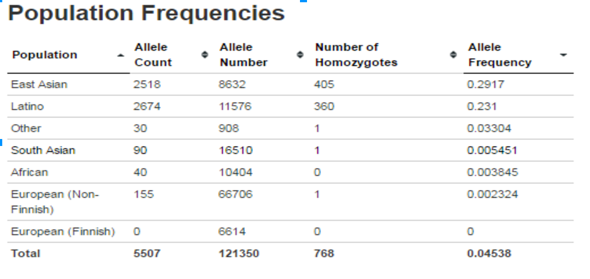 Population Frequencies
Population Allele Count Allele Number Number of Homozygotes Allele Frequency
East Asian 2518 8632 405 0.2917
Latino 2674 11576 360 0.231
Other 30 908 1 0.03304
South Asian 90 16510 1 0.005451
African 40 10404 0 0.003845
European (Non-Finnish) 155 66706 1 0.002324
European (Finnish) 0 6614 0 0
Total 5507 121350 768 0.04538